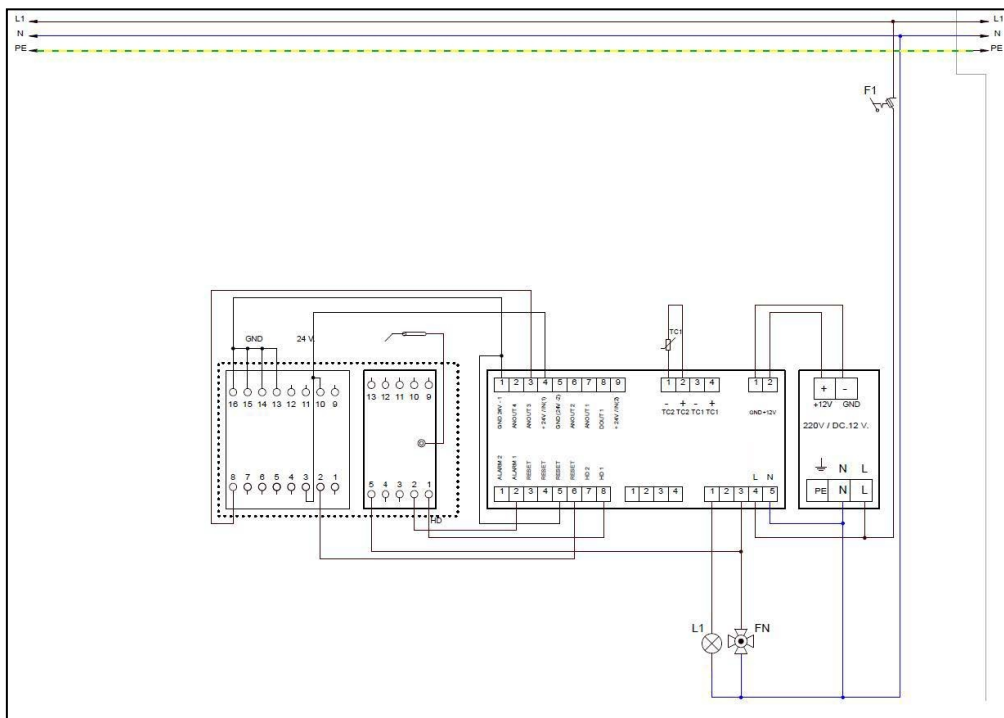 L1 L1
N N
PE PE
F1
GND 24 V. TC1
16 15 14 13 12 11 10 9
13 12 11 10 9
1 2 3 4 5 6 7 8 9
1 2 3 4
1 2
+ -
+12V GND
GND 24V - 1
ANOUT 4
ANOUT 3
+ 24V /IN(1)
GND (24V -2)
ANOUT 2
ANOUT 1
DOUT 1
+ 24V /IN(2)
- + - +
TC2 TC2 TC1 TC1
GND +12V
220V / DC.12 V.
ALARM 2
ALARM 1
RESET
RESET
RESET
RESET
HD 2
HD 1
L N
N L
8 7 6 5 4 3 2 1
5 4 3 2 1
1 2 3 4 5 6 7 8
1 2 3 4
1 2 3 4 5
PE N L
HD
L1 FN